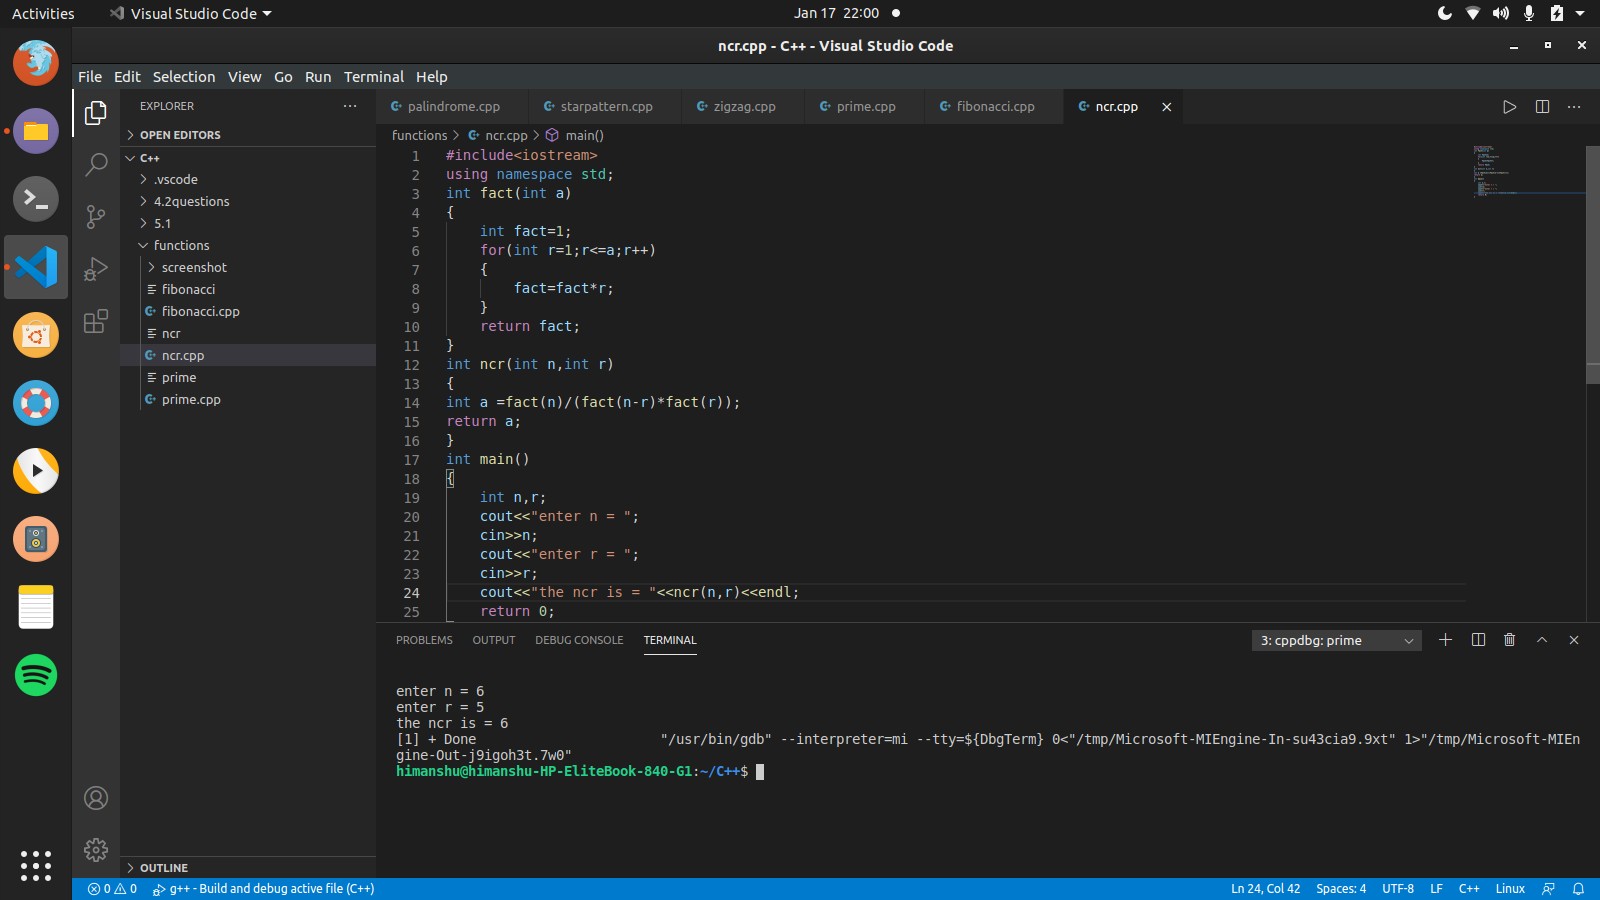 Activities Visual Studio Code Jan 17 22:00
ncr.cpp - C++ - Visual Studio Code
File Edit Selection View Go Run Terminal Help
EXPLORER
OPEN EDITORS
C++
.vscode
4.2questions
5.1
functions
screenshot
fibonacci
fibonacci.cpp
ncr
ncr.cpp
prime
prime.cpp
OUTLINE
palindrome.cpp starpattern.cpp zigzag.cpp prime.cpp fibonacci.cpp ncr.cpp
functions > ncr.cpp > main()
1 #include<iostream>
2 using namespace std;
3 int fact(int a)
4 {
5 int fact=1;
6 for(int r=1;r<=a;r++)
7 {
8 fact=fact*r;
9 }
10 return fact;
11 }
12 int ncr(int n,int r)
13 {
14 int a =fact(n)/(fact(n-r)*fact(r));
15 return a;
16 }
17 int main()
18 {
19 int n,r;
20 cout<<"enter n = ";
21 cin>>n;
22 cout<<"enter r = ";
23 cin>>r;
24 cout<<"the ncr is = "<<ncr(n,r)<<endl;
25 return 0;
PROBLEMS OUTPUT DEBUG CONSOLE TERMINAL 3: cppdbg: prime
enter n = 6
enter r = 5
the ncr is = 6
[1] + Done "/usr/bin/gdb" --interpreter=mi --tty=${DbgTerm} 0<"/tmp/Microsoft-MIEngine-In-su43cia9.9xt" 1>"/tmp/Microsoft-MIEn
gine-Out-j9igoh3t.7w0"
himanshu@himanshu-HP-EliteBook-840-G1:~/C++$
0 0 g++ - Build and debug active file (C++) Ln 24, Col 42 Spaces: 4 UTF-8 LF C++ Linux